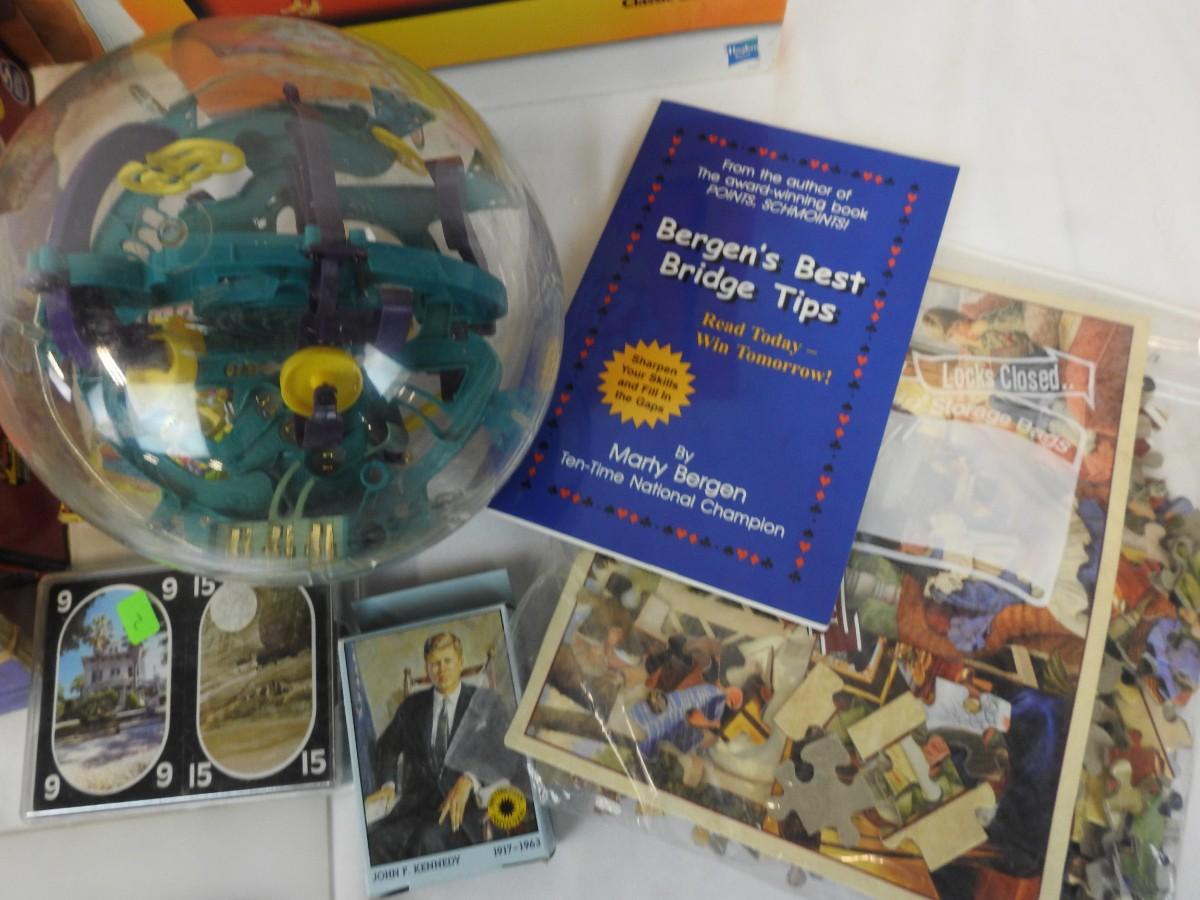 Hasbro
From the author of
The award-winning book
POINTS, SCHMOINTS!
Bergen's Best
Bridge Tips
Read Today –
Win Tomorrow!
Sharpen
Your Skills
and Fill in
the Gaps
By
Marty Bergen
Ten-Time National Champion
Locks Closed..
Storage Bags
9
9
15
9
9
15
15
JOHN F. KENNEDY
1917-1963